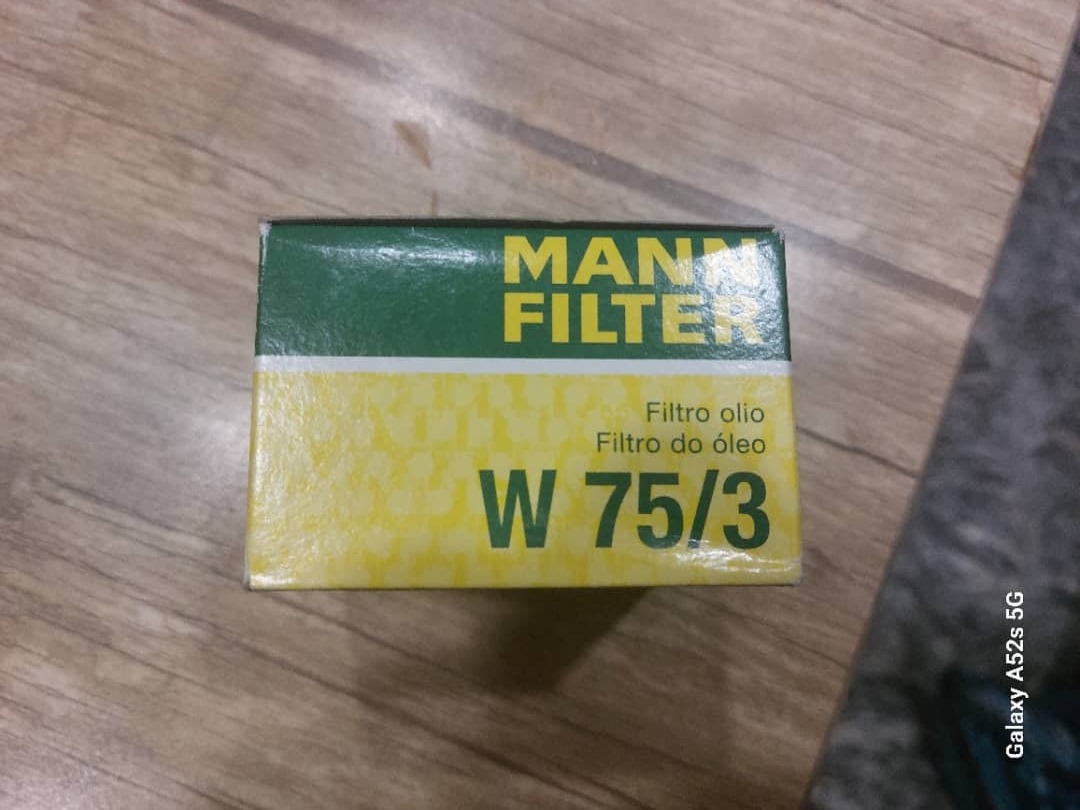 MANN
FILTER
Filtro olio
Filtro do óleo
W 75/3
Galaxy A52s 5G